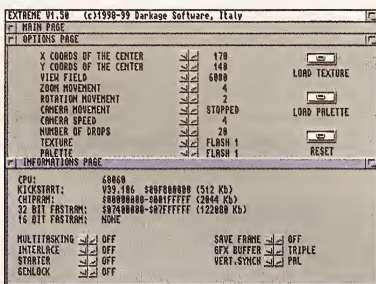 EXTREME V1.50 (c)1998-99 Darkage Software, Italy
MAIN PAGE
OPTIONS PAGE
X COORDS OF THE CENTER 170
Y COORDS OF THE CENTER 140
VIEW FIELD 6000
ZOOM MOVEMENT 4
ROTATION MOVEMENT 2
CAMERA MOVEMENT STOPPED
CAMERA SPEED 4
NUMBER OF DROPS 20
TEXTURE FLASH 1
PALETTE FLASH 1
LOAD TEXTURE
LOAD PALETTE
RESET
INFORMATIONS PAGE
CPU: 68060
KICKSTART: V39.106 $00F80000 (512 Kb)
CHIPRAM: $00000000-$001FFFFF (2044 Kb)
32 BIT FASTRAM: $07400000-$07FFFFFF (122880 Kb)
16 BIT FASTRAM: NONE
MULTITASKING OFF SAVE FRAME OFF
INTERLACE OFF GFX BUFFER TRIPLE
STARTER OFF VERT.SYNCH PAL
GENLOCK OFF